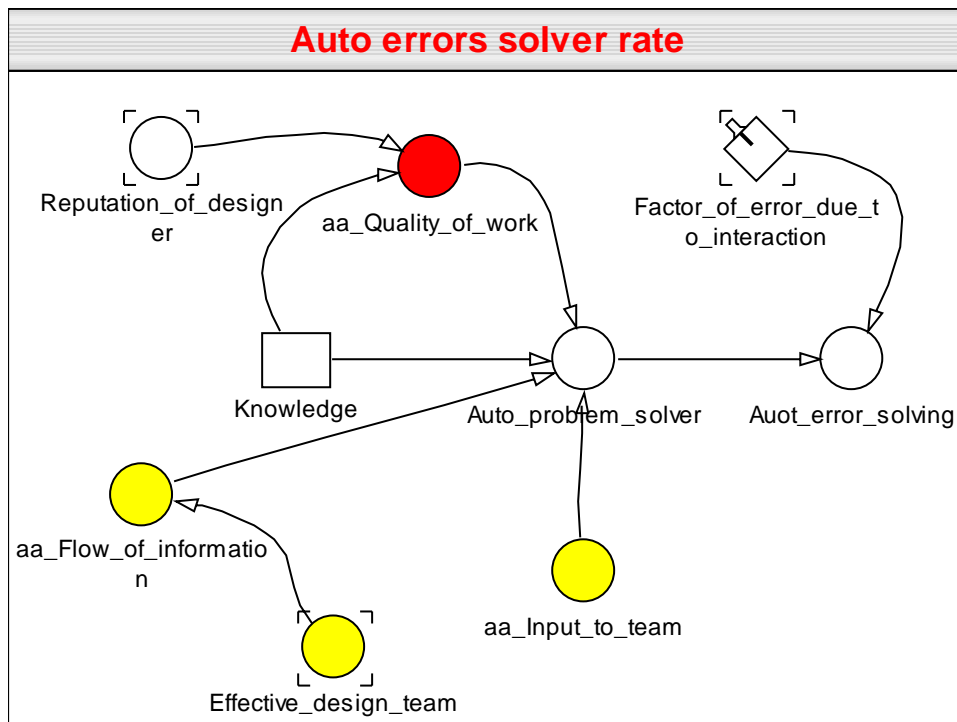 Auto errors solver rate
Reputation_of_design
er
aa_Quality_of_work
Factor_of_error_due_t
o_interaction
Knowledge
Auto_problem_solver
Auot_error_solving
aa_Flow_of_informatio
n
aa_Input_to_team
Effective_design_team